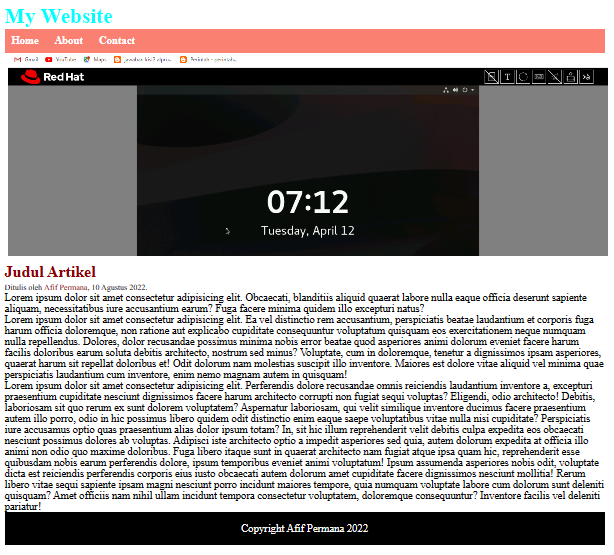 My Website
Home About Contact
Gmail YouTube Maps
Red Hat
07:12
Tuesday, April 12
Judul Artikel
Ditulis oleh Afif Permana, 10 Agustus 2022.
Lorem ipsum dolor sit amet consectetur adipisicing elit. Obcaecati, blanditiis aliquid quaerat labore nulla eaque officia deserunt sapiente
aliquam, necessitatibus iure accusantium earum? Fuga facere minima quidem illo excepturi natus?
Lorem ipsum dolor sit amet consectetur adipisicing elit. Ea vel distinctio rem accusantium, perspiciatis beatae laudantium et corporis fuga
harum officia doloremque, non ratione aut explicabo cupiditate consequuntur voluptatum quisquam eos exercitationem neque numquam
nulla repellendus. Dolores, dolor recusandae possimus minima nobis error beatae quod asperiores animi dolorum eveniet facere harum
facilis doloribus earum soluta debitis architecto, nostrum sed minus? Voluptate, cum in doloremque, tenetur a dignissimos ipsam asperiores,
quaerat harum sit repellat doloribus et! Odit dolorum nam molestias suscipit illo inventore. Maiores est dolore vitae aliquid vel minima quae
perspiciatis laudantium cum inventore, enim nemo magnam autem in quisquam!
Lorem ipsum dolor sit amet consectetur adipisicing elit. Perferendis dolore recusandae omnis reiciendis laudantium inventore a, excepturi
praesentium cupiditate nesciunt dignissimos facere harum architecto corrupti non fugiat sequi voluptas? Eligendi, odio architecto! Debitis,
laboriosam sit quo rerum ex sunt dolorem voluptatem? Aspernatur laboriosam, qui velit similique inventore ducimus facere praesentium
autem illo porro, odio in hic possimus libero quidem odit distinctio enim eaque saepe voluptatibus vitae nulla nisi cupiditate? Perspiciatis
iure accusamus optio quas praesentium alias dolor ipsum totam? In, sit hic illum reprehenderit velit debitis culpa expedita eos obcaecati
nesciunt possimus dolores ab voluptas. Adipisci iste architecto optio a impedit asperiores sed quia, autem dolorum expedita at officia illo
animi non odio quo maxime doloribus. Fuga libero itaque sunt in quaerat architecto nam fugiat atque ipsa quam hic, reprehenderit esse
quibusdam nobis earum perferendis dolore, ipsum temporibus eveniet animi voluptatum! Ipsum assumenda asperiores nobis odit, voluptate
dicta est reiciendis perferendis corporis eius iusto obcaecati autem dolorum amet cupiditate facere dignissimos nesciunt mollitia! Rerum
libero vitae sequi sapiente ipsam magni nesciunt porro incidunt maiores tempore, quia numquam voluptate dolorum sunt deleniti
quisquam? Amet officiis nam nihil ullam incidunt tempora consectetur voluptatem, doloremque consequuntur? Inventore facilis vel deleniti
pariatur!
Copyright Afif Permana 2022